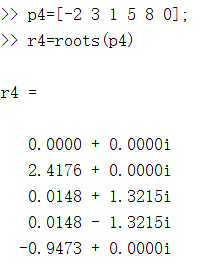 >> p4=[-2 3 1 5 8 0];
>> r4=roots(p4)
r4 =
0.0000 + 0.0000i
2.4176 + 0.0000i
0.0148 + 1.3215i
0.0148 - 1.3215i
-0.9473 + 0.0000i